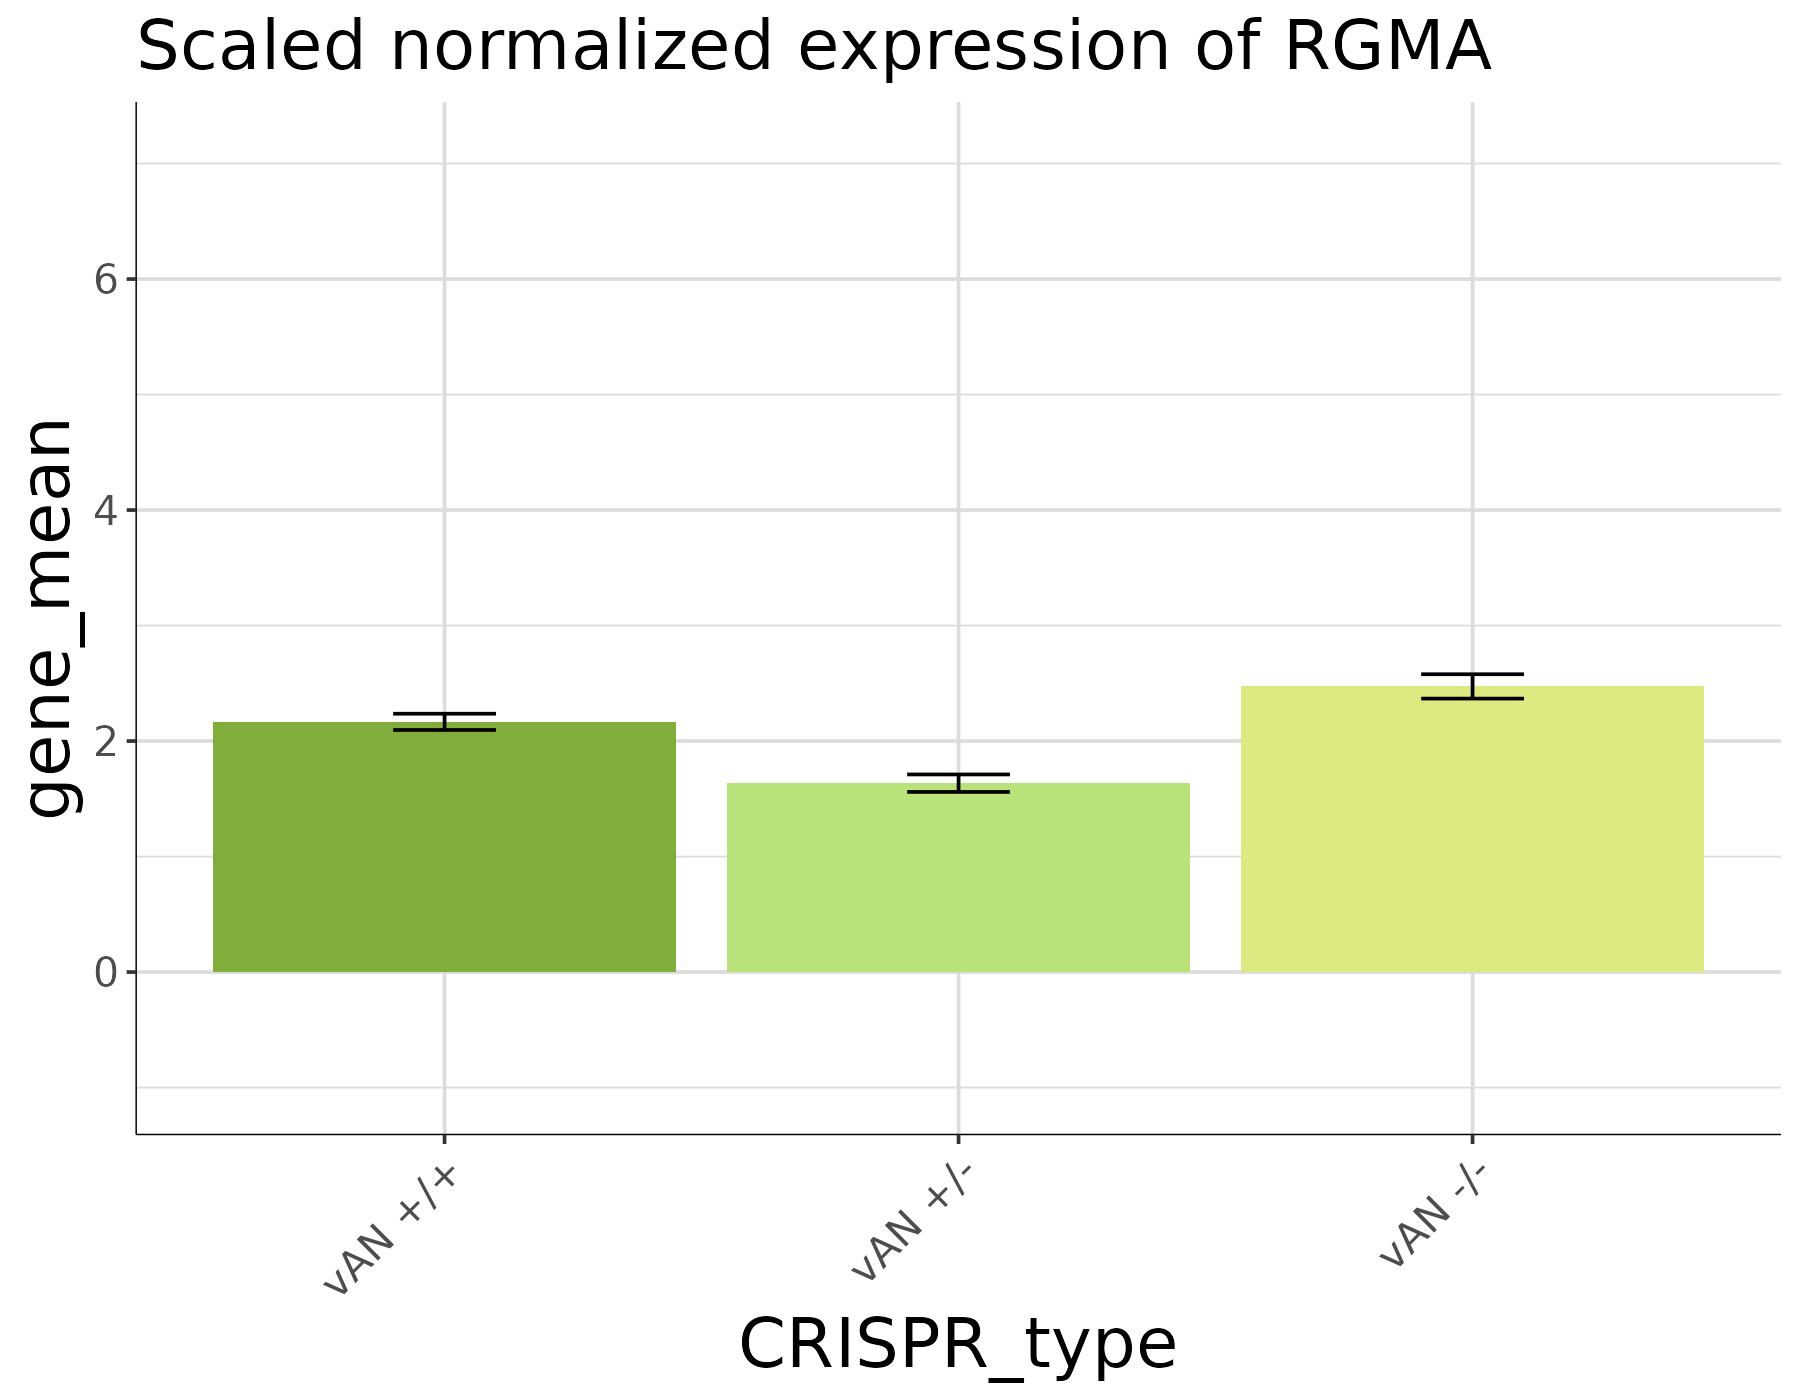 Scaled normalized expression of RGMA
gene_mean
6
4
2
0
vAN +/+
vAN +/-
vAN -/-
CRISPR_type